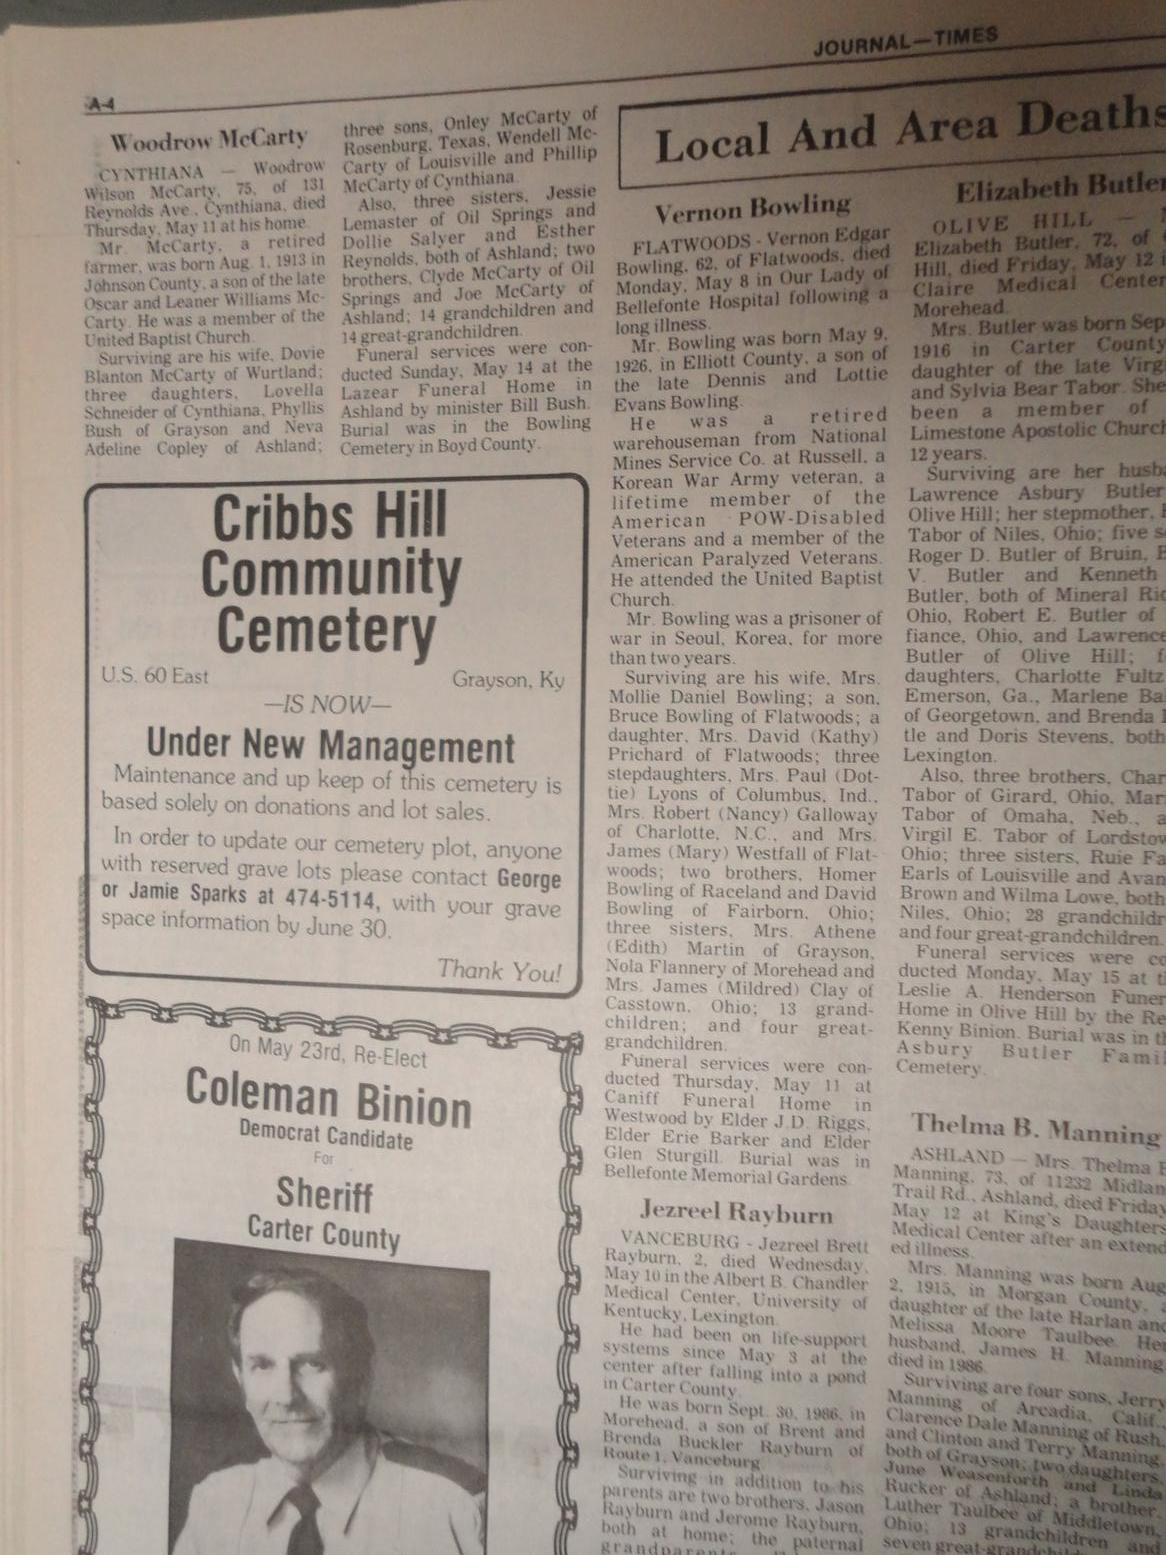 JOURNAL—TIMES
A-4
Woodrow McCarty
CYNTHIANA — Woodrow
Wilson McCarty, 75, of 131
Reynolds Ave., Cynthiana, died
Thursday, May 11 at his home.
Mr. McCarty, a retired
farmer, was born Aug. 1, 1913 in
Johnson County, a son of the late
Oscar and Leaner Williams Mc-
Carty. He was a member of the
United Baptist Church.
Surviving are his wife, Dovie
Blanton McCarty of Wurtland;
three daughters, Lovella
Schneider of Cynthiana, Phyllis
Bush of Grayson and Neva
Adeline Copley of Ashland;
three sons, Onley McCarty of
Rosenburg, Texas, Wendell Mc-
Carty of Louisville and Phillip
McCarty of Cynthiana.
Also, three sisters, Jessie
Lemaster of Oil Springs and
Dollie Salyer and Esther
Reynolds, both of Ashland; two
brothers, Clyde McCarty of Oil
Springs and Joe McCarty of
Ashland; 14 grandchildren and
14 great-grandchildren.
Funeral services were con-
ducted Sunday, May 14 at the
Lazear Funeral Home in
Ashland by minister Bill Bush.
Burial was in the Bowling
Cemetery in Boyd County.
Cribbs Hill
Community
Cemetery
U.S. 60 East Grayson, Ky
—IS NOW—
Under New Management
Maintenance and up keep of this cemetery is
based solely on donations and lot sales.
In order to update our cemetery plot, anyone
with reserved grave lots please contact George
or Jamie Sparks at 474-5114, with your grave
space information by June 30.
Thank You!
On May 23rd, Re-Elect
Coleman Binion
Democrat Candidate
For
Sheriff
Carter County
Local And Area Deaths
Vernon Bowling
FLATWOODS - Vernon Edgar
Bowling, 62, of Flatwoods, died
Monday, May 8 in Our Lady of
Bellefonte Hospital following a
long illness.
Mr. Bowling was born May 9,
1926, in Elliott County, a son of
the late Dennis and Lottie
Evans Bowling.
He was a retired
warehouseman from National
Mines Service Co. at Russell, a
Korean War Army veteran, a
lifetime member of the
American POW-Disabled
Veterans and a member of the
American Paralyzed Veterans.
He attended the United Baptist
Church.
Mr. Bowling was a prisoner of
war in Seoul, Korea, for more
than two years.
Surviving are his wife, Mrs.
Mollie Daniel Bowling; a son,
Bruce Bowling of Flatwoods; a
daughter, Mrs. David (Kathy)
Prichard of Flatwoods; three
stepdaughters, Mrs. Paul (Dot-
tie) Lyons of Columbus, Ind.,
Mrs. Robert (Nancy) Galloway
of Charlotte, N.C., and Mrs.
James (Mary) Westfall of Flat-
woods; two brothers, Homer
Bowling of Raceland and David
Bowling of Fairborn, Ohio;
three sisters, Mrs. Athene
(Edith) Martin of Grayson,
Nola Flannery of Morehead and
Mrs. James (Mildred) Clay of
Casstown, Ohio; 13 grand-
children; and four great-
grandchildren.
Funeral services were con-
ducted Thursday, May 11 at
Caniff Funeral Home in
Westwood by Elder J.D. Riggs,
Elder Erie Barker and Elder
Glen Sturgill. Burial was in
Bellefonte Memorial Gardens.
Jezreel Rayburn
VANCEBURG - Jezreel Brett
Rayburn, 2, died Wednesday,
May 10 in the Albert B. Chandler
Medical Center, University of
Kentucky, Lexington.
He had been on life-support
systems since May 3 at the
center after falling into a pond
in Carter County.
He was born Sept. 30, 1986, in
Morehead, a son of Brent and
Brenda Buckler Rayburn of
Route 1, Vanceburg.
Surviving in addition to his
parents are two brothers, Jason
Rayburn and Jerome Rayburn,
both at home; the paternal
Elizabeth Butler
OLIVE HILL —
Elizabeth Butler, 72, of
Hill, died Friday, May 12 i
Claire Medical Center
Morehead.
Mrs. Butler was born Sep
1916 in Carter County
daughter of the late Virg
and Sylvia Bear Tabor. She
been a member of
Limestone Apostolic Church
12 years.
Surviving are her husb
Lawrence Asbury Butler
Olive Hill; her stepmother,
Tabor of Niles, Ohio; five s
Roger D. Butler of Bruin,
V. Butler and Kenneth
Butler, both of Mineral Rid
Ohio, Robert E. Butler of
fiance, Ohio, and Lawrence
Butler of Olive Hill; f
daughters, Charlotte Fultz
Emerson, Ga., Marlene Ba
of Georgetown, and Brenda
tle and Doris Stevens, both
Lexington.
Also, three brothers, Char
Tabor of Girard, Ohio, Mar
Tabor of Omaha, Neb., a
Virgil E. Tabor of Lordstow
Ohio; three sisters, Ruie Fa
Earls of Louisville and Avan
Brown and Wilma Lowe, both
Niles, Ohio; 28 grandchildr
and four great-grandchildren.
Funeral services were co
ducted Monday, May 15 at t
Leslie A. Henderson Funer
Home in Olive Hill by the Re
Kenny Binion. Burial was in t
Asbury Butler Fami
Cemetery.
Thelma B. Manning
ASHLAND — Mrs. Thelma
Manning, 73, of 11232 Midlan
Trail Rd., Ashland, died Friday
May 12 at King's Daughters
Medical Center after an extend
ed illness.
Mrs. Manning was born Aug
2, 1915, in Morgan County,
daughter of the late Harlan and
Melissa Moore Taulbee. Her
husband, James H. Manning
died in 1986.
Surviving are four sons, Jerry
Manning of Arcadia, Calif.,
Clarence Dale Manning of Rush,
and Clinton and Terry Manning,
both of Grayson; two daughters,
June Weasenforth and Linda
Rucker of Ashland; a brother,
Luther Taulbee of Middletown,
Ohio; 13 grandchildren and